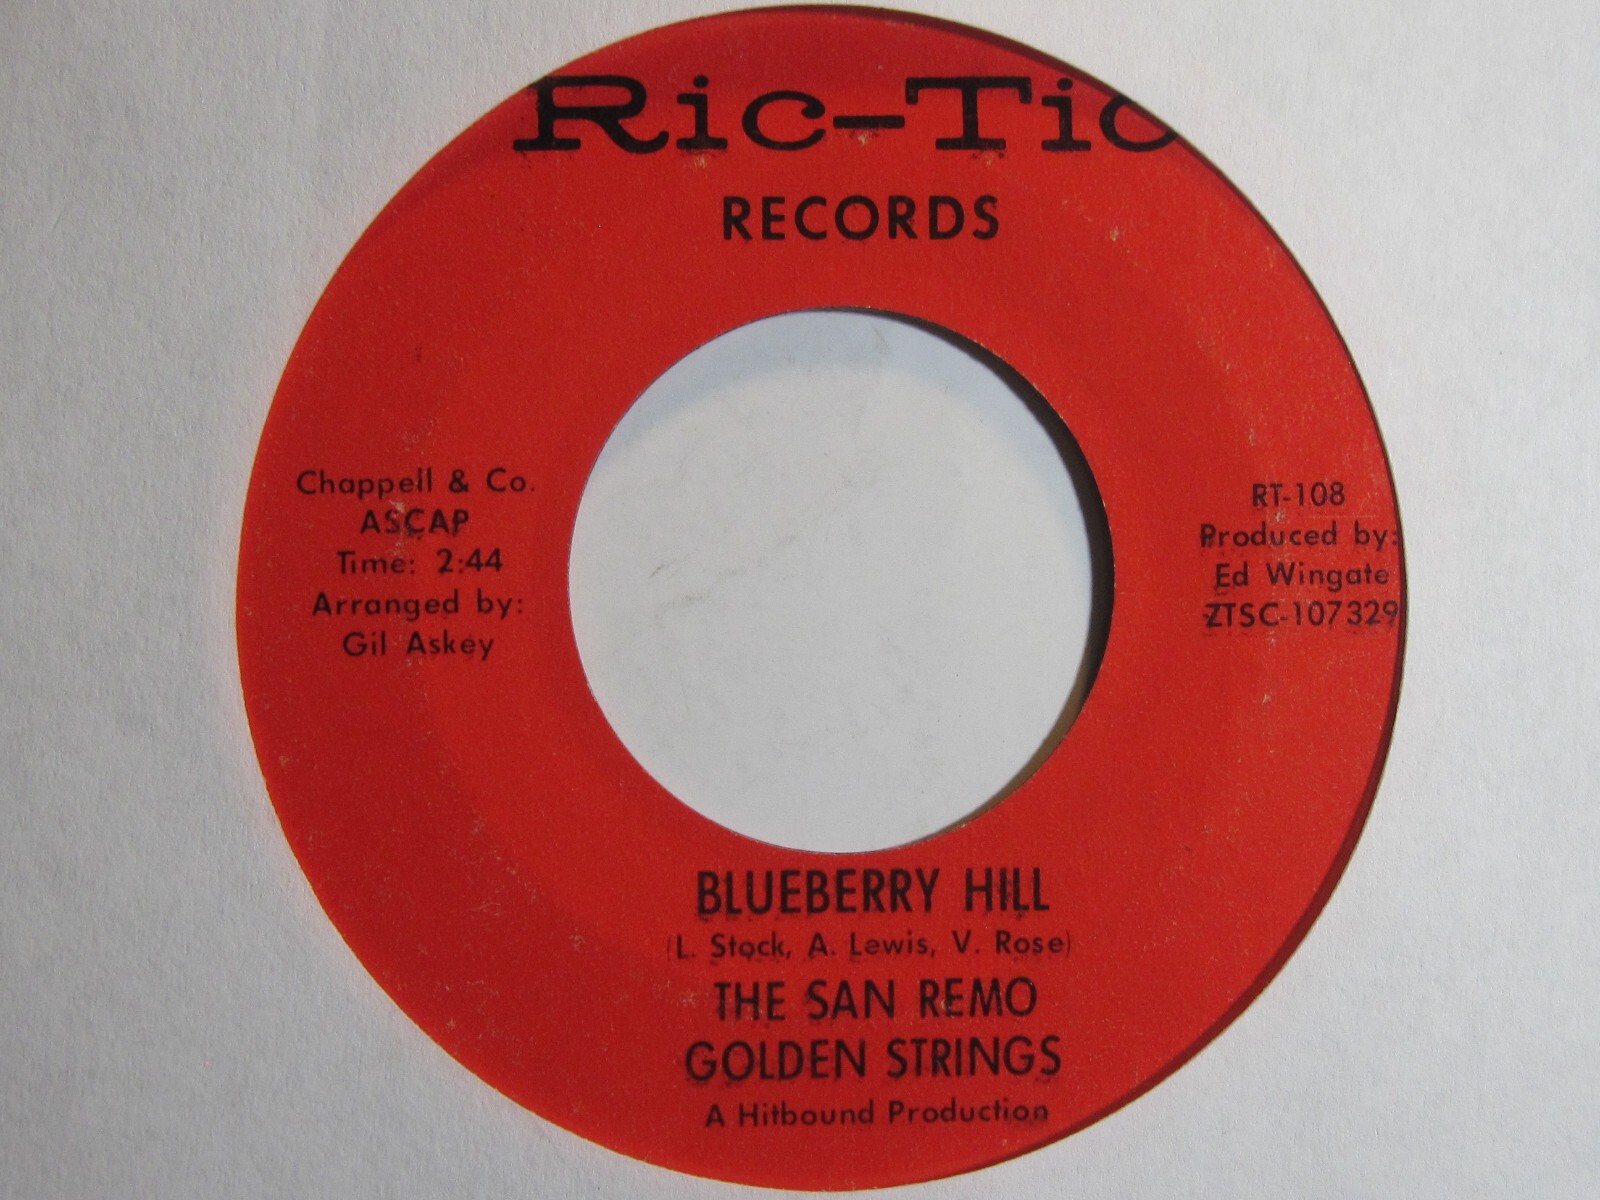 Ric-Tic
RECORDS
Chappell & Co.
ASCAP
Time: 2:44
Arranged by:
Gil Askey
RT-108
Produced by:
Ed Wingate
ZTSC-107329
BLUEBERRY HILL
(L. Stock, A. Lewis, V. Rose)
THE SAN REMO
GOLDEN STRINGS
A Hitbound Production